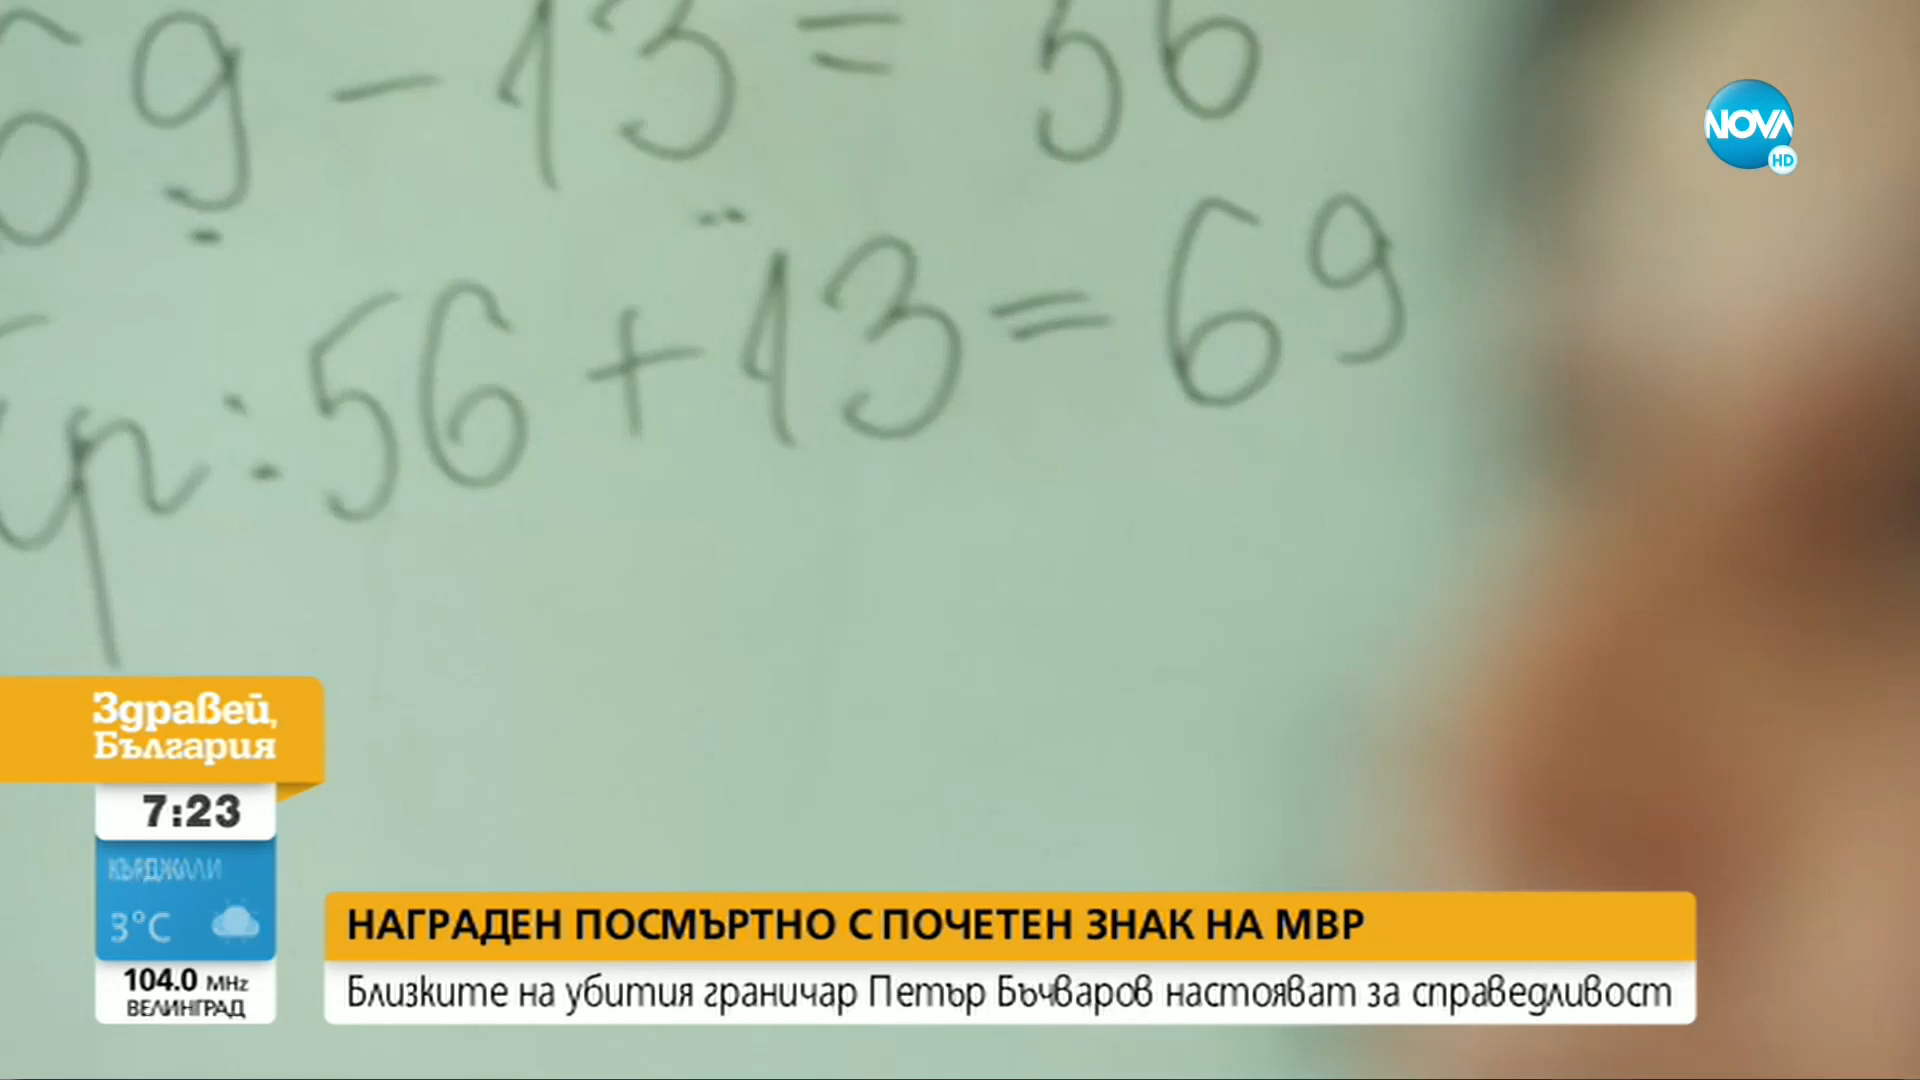 69 - 13 = 56
пр: 56 + 13 = 69
NOVA
HD
Здравей,
България
7:23
3°C
104.0 MHz
ВЕЛИНГРАД
НАГРАДЕН ПОСМЪРТНО С ПОЧЕТЕН ЗНАК НА МВР
Близките на убития граничар Петър Бъчваров настояват за справедливост